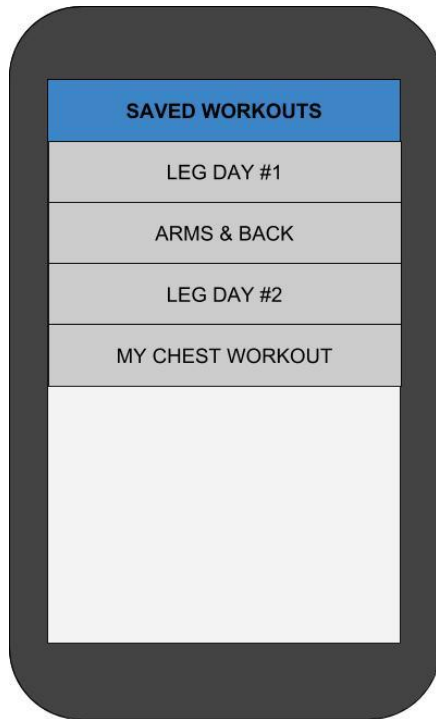 SAVED WORKOUTS
LEG DAY #1
ARMS & BACK
LEG DAY #2
MY CHEST WORKOUT